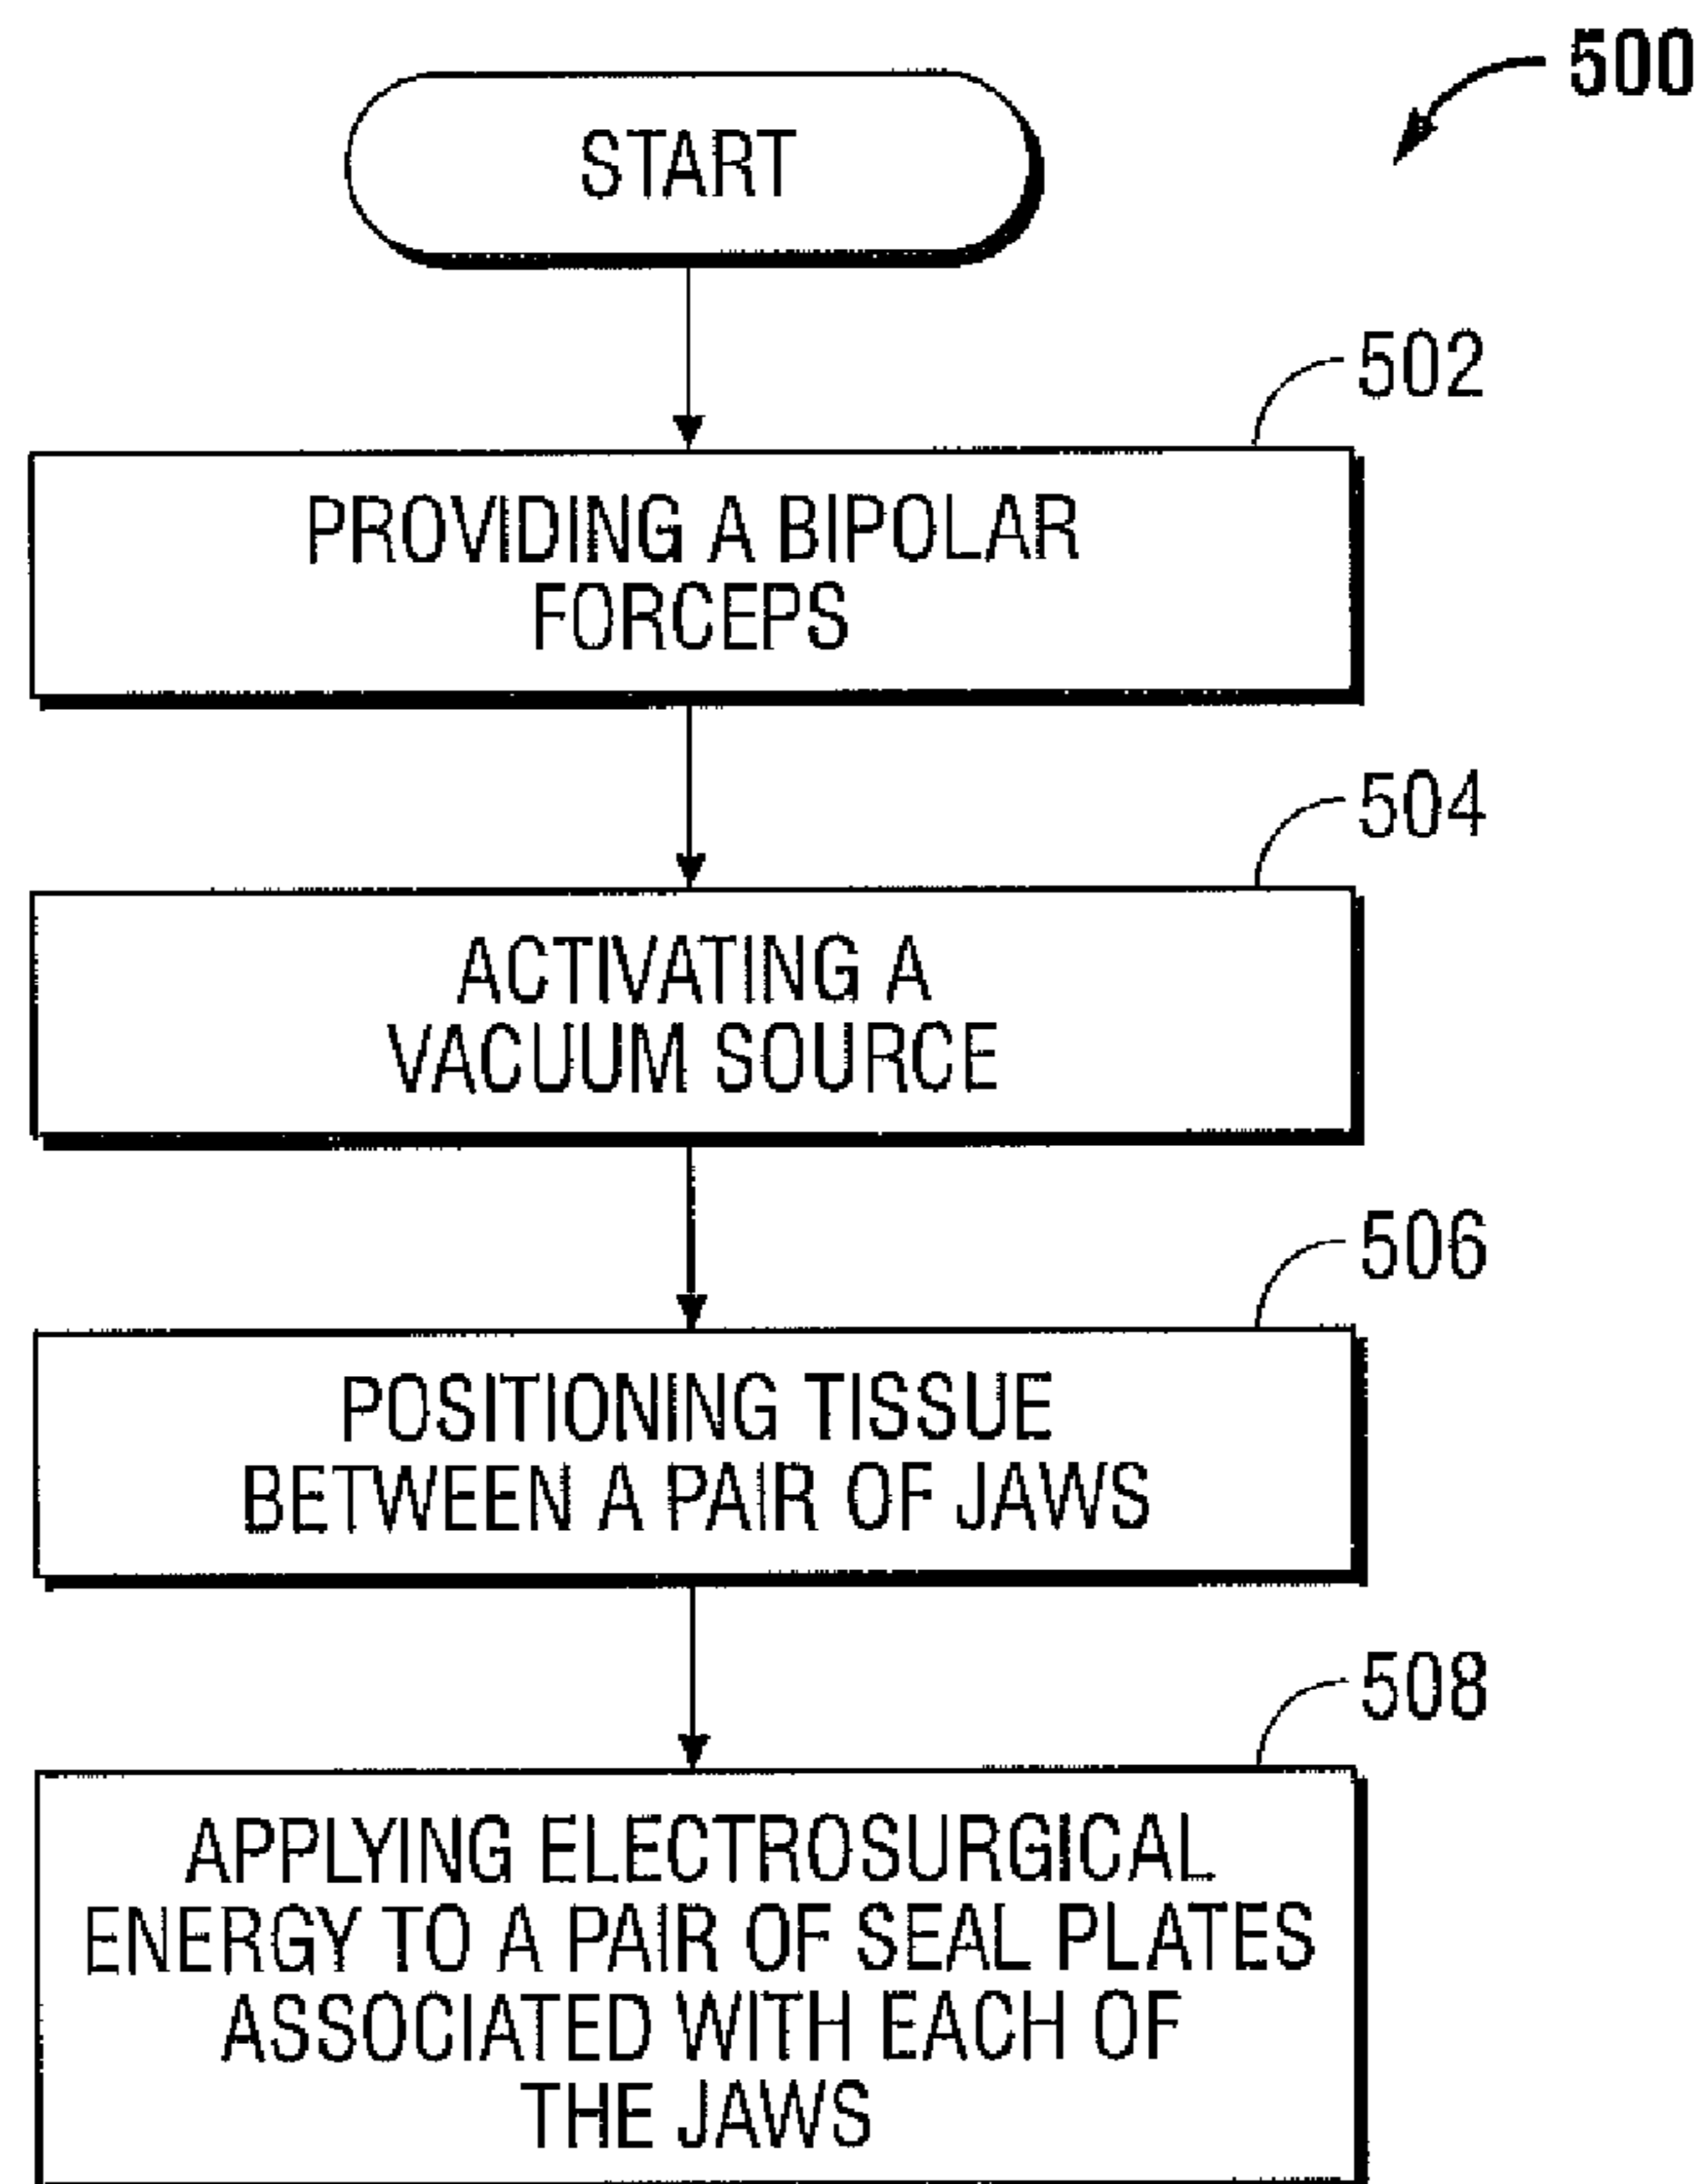 500
START
502
PROVIDING A BIPOLAR
FORCEPS
504
ACTIVATING A
VACUUM SOURCE
506
POSITIONING TISSUE
BETWEEN A PAIR OF JAWS
508
APPLYING ELECTROSURGICAL
ENERGY TO A PAIR OF SEAL PLATES
ASSOCIATED WITH EACH OF
THE JAWS